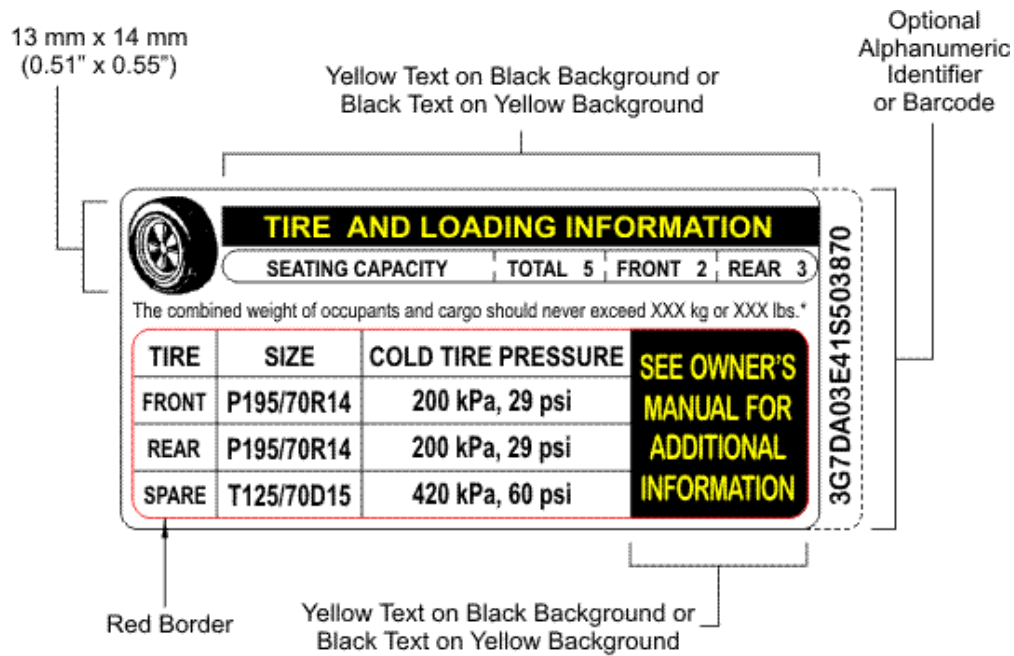 13 mm x 14 mm
(0.51" x 0.55")
Optional
Alphanumeric
Identifier
or Barcode
Yellow Text on Black Background or
Black Text on Yellow Background
TIRE AND LOADING INFORMATION
SEATING CAPACITY TOTAL 5 FRONT 2 REAR 3
The combined weight of occupants and cargo should never exceed XXX kg or XXX lbs.*
TIRE SIZE COLD TIRE PRESSURE
FRONT P195/70R14 200 kPa, 29 psi
REAR P195/70R14 200 kPa, 29 psi
SPARE T125/70D15 420 kPa, 60 psi
SEE OWNER'S
MANUAL FOR
ADDITIONAL
INFORMATION
3G7DA03E41S503870
Red Border
Yellow Text on Black Background or
Black Text on Yellow Background